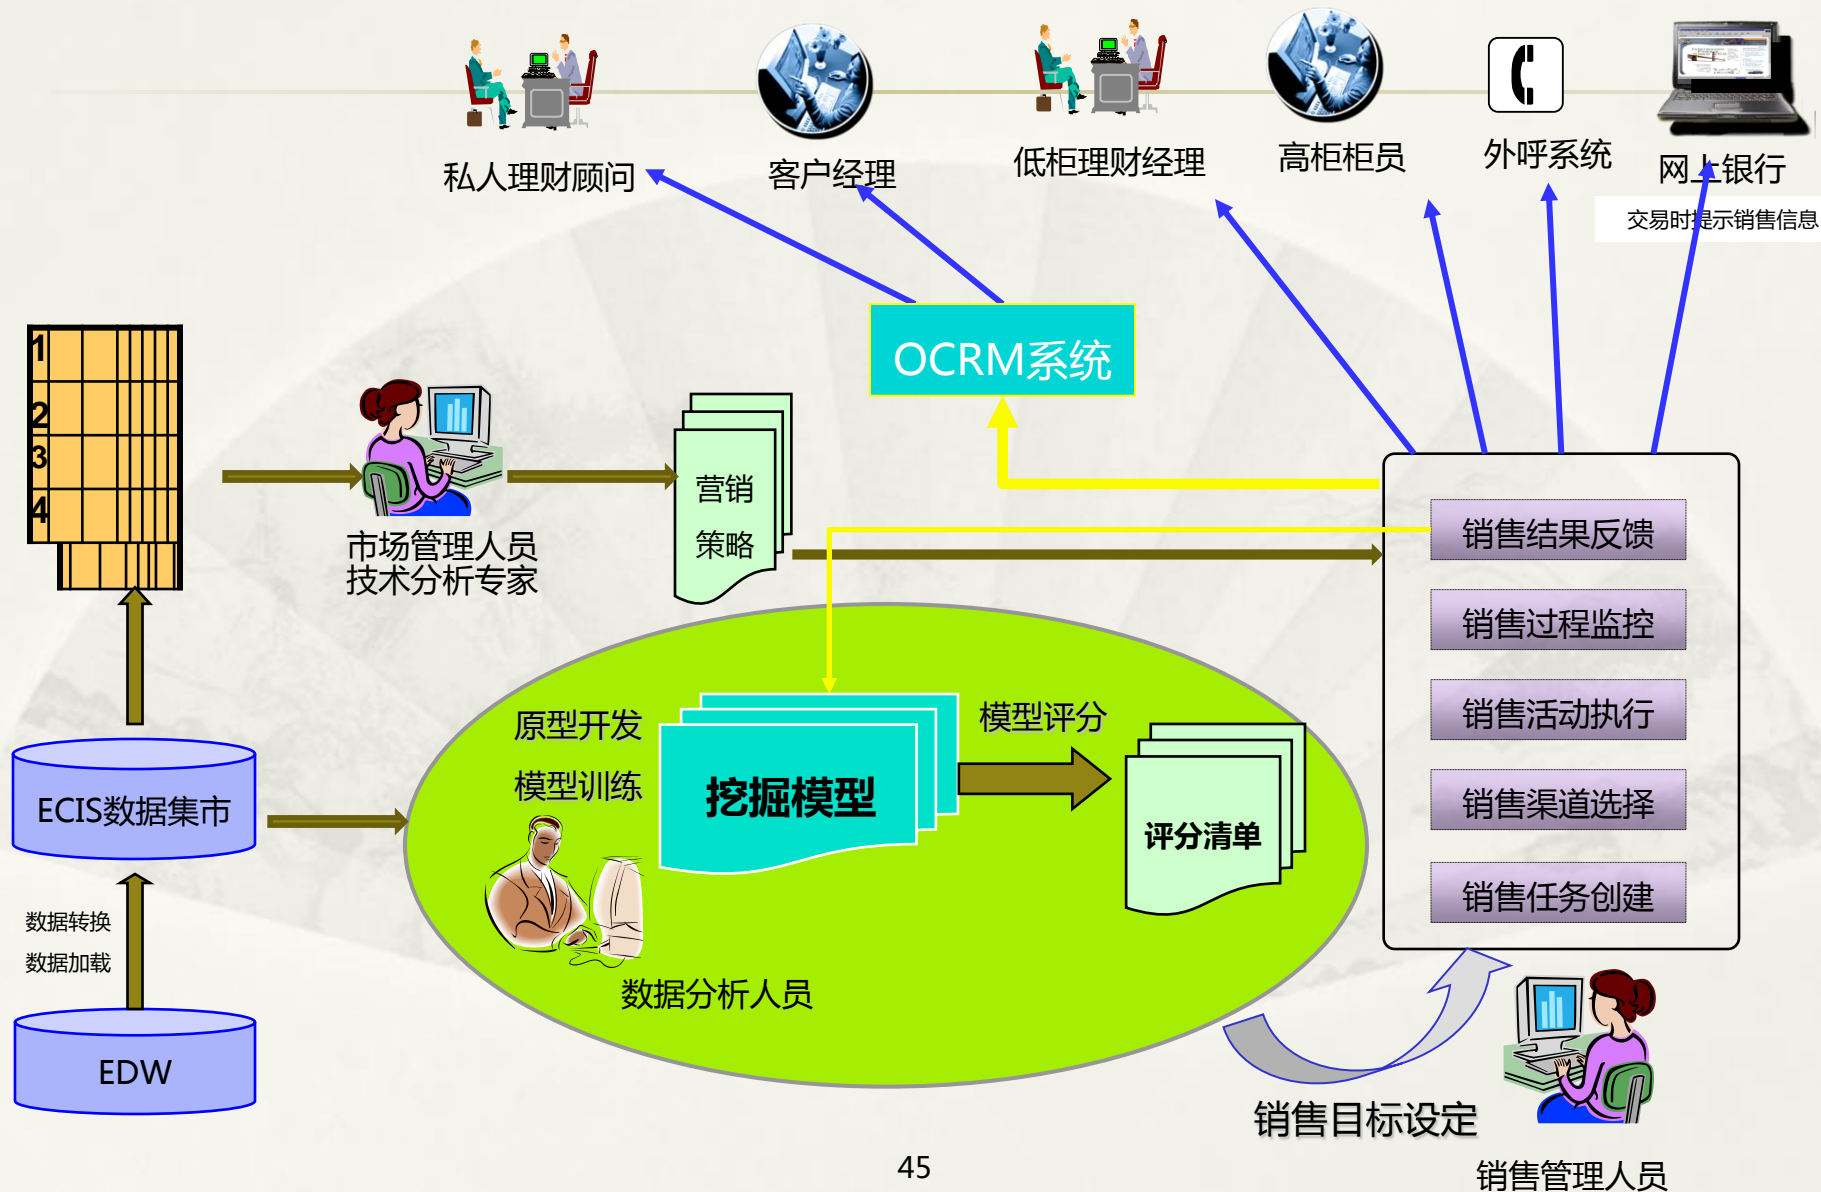 私人理财顾问
客户经理
低柜理财经理
高柜柜员
外呼系统
网上银行
交易时提示销售信息
OCRM系统
1
2
3
4
市场管理人员
技术分析专家
营销
策略
销售结果反馈
销售过程监控
销售活动执行
销售渠道选择
销售任务创建
原型开发
模型训练
挖掘模型
模型评分
评分清单
数据分析人员
ECIS数据集市
数据转换
数据加载
EDW
销售目标设定
销售管理人员
45